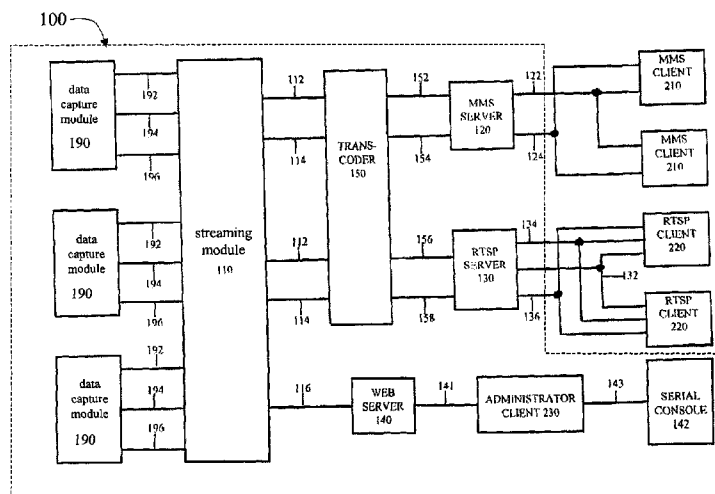 100
data
capture
module
190
192
194
196
data
capture
module
190
192
194
196
data
capture
module
190
192
194
196
streaming
module
110
112
114
112
114
116
TRANS-
CODER
150
152
154
156
158
MMS
SERVER
120
122
124
RTSP
SERVER
130
134
132
136
MMS
CLIENT
210
MMS
CLIENT
210
RTSP
CLIENT
220
RTSP
CLIENT
220
WEB
SERVER
140
141
ADMINISTRATOR
CLIENT 230
143
SERIAL
CONSOLE
142